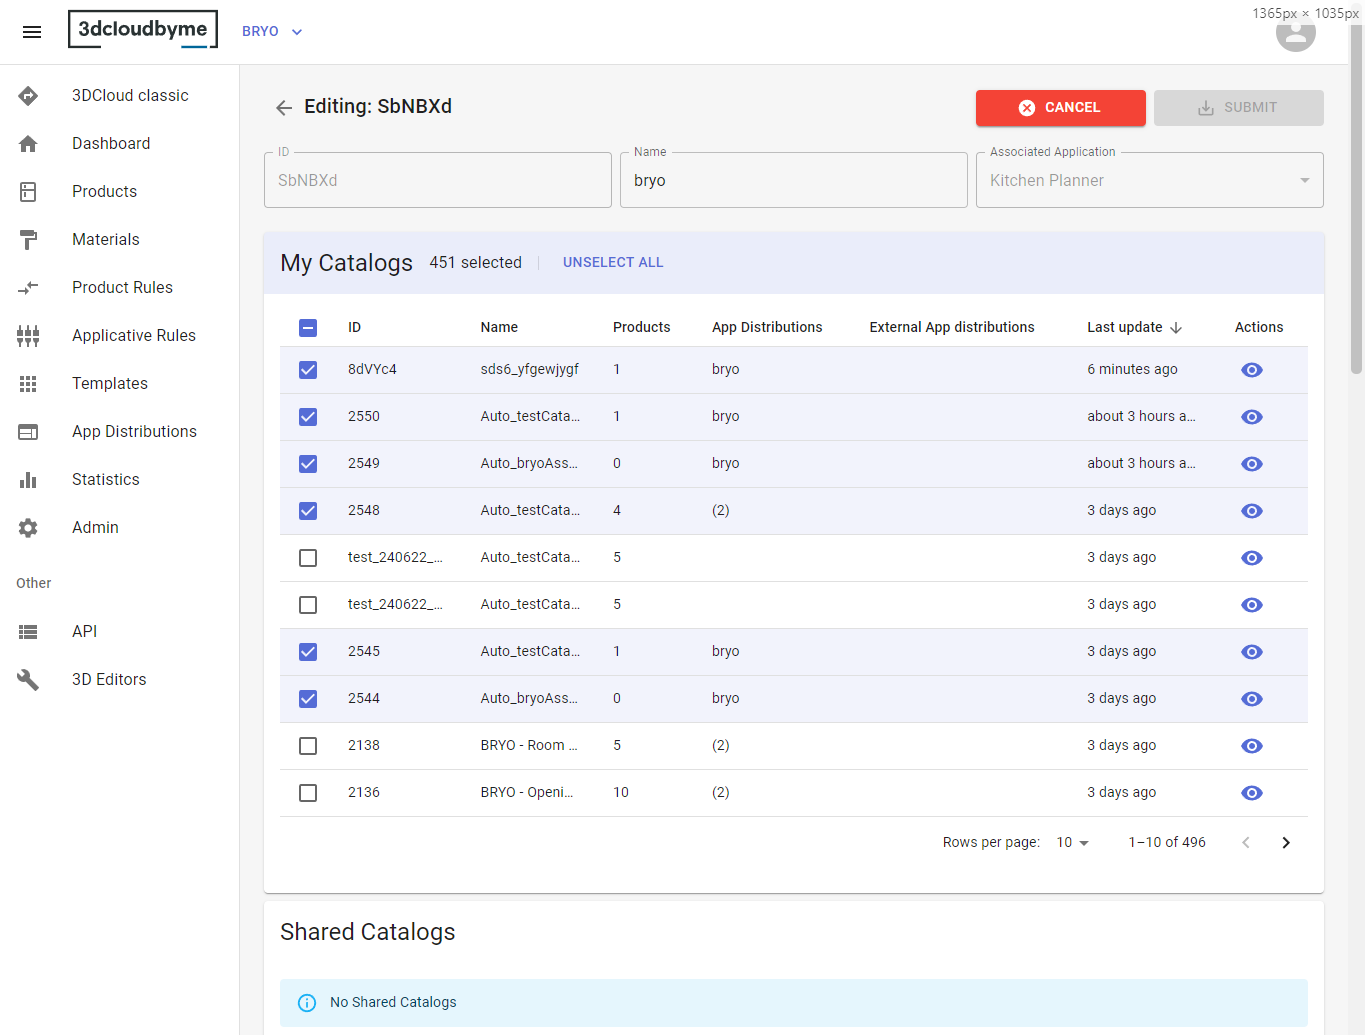 1365px × 1035px
3dcloudbyme
BRYO
3DCloud classic
Dashboard
Products
Materials
Product Rules
Applicative Rules
Templates
App Distributions
Statistics
Admin
Other
API
3D Editors
Editing: SbNBXd
CANCEL
SUBMIT
ID
SbNBXd
Name
bryo
Associated Application
Kitchen Planner
My Catalogs 451 selected UNSELECT ALL
ID Name Products App Distributions External App distributions Last update Actions
8dVYc4 sds6_yfgewjygf 1 bryo 6 minutes ago
2550 Auto_testCata... 1 bryo about 3 hours a...
2549 Auto_bryoAss... 0 bryo about 3 hours a...
2548 Auto_testCata... 4 (2) 3 days ago
test_240622_... Auto_testCata... 5 3 days ago
test_240622_... Auto_testCata... 5 3 days ago
2545 Auto_testCata... 1 bryo 3 days ago
2544 Auto_bryoAss... 0 bryo 3 days ago
2138 BRYO - Room ... 5 (2) 3 days ago
2136 BRYO - Openi... 10 (2) 3 days ago
Rows per page: 10 1–10 of 496
Shared Catalogs
No Shared Catalogs